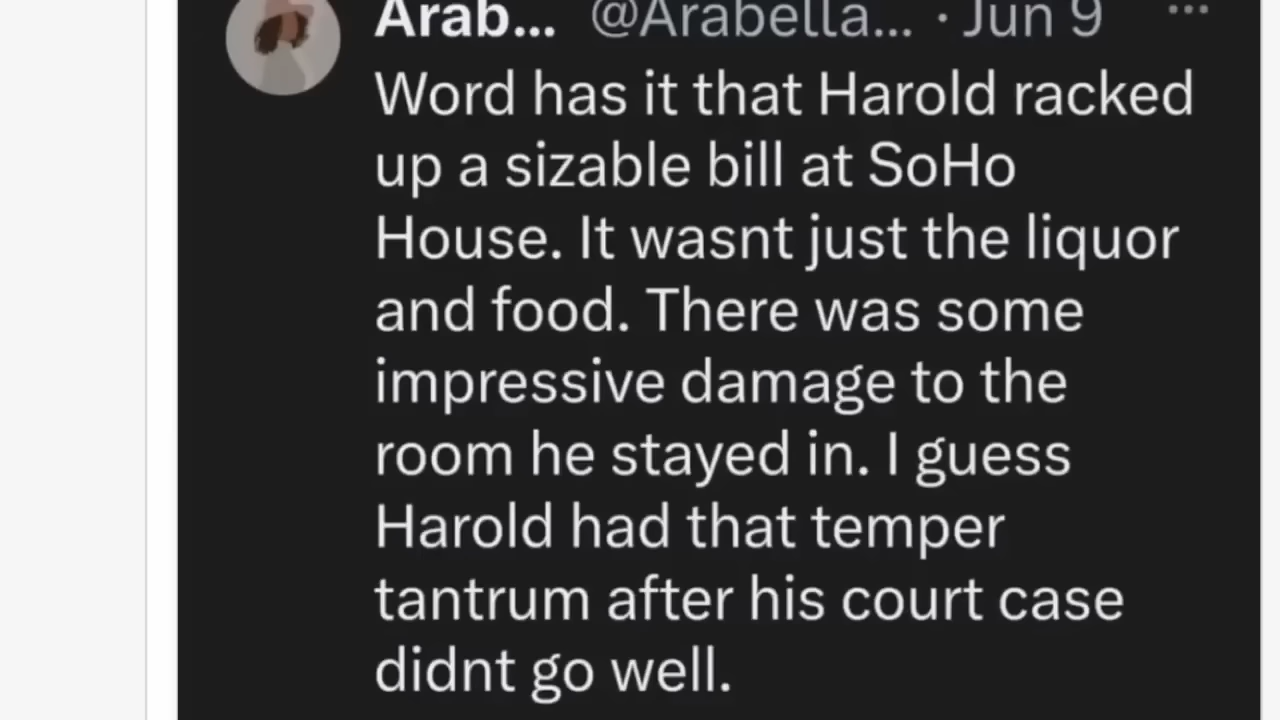 Arab... @Arabella... · Jun 9 ...
Word has it that Harold racked
up a sizable bill at SoHo
House. It wasnt just the liquor
and food. There was some
impressive damage to the
room he stayed in. I guess
Harold had that temper
tantrum after his court case
didnt go well.